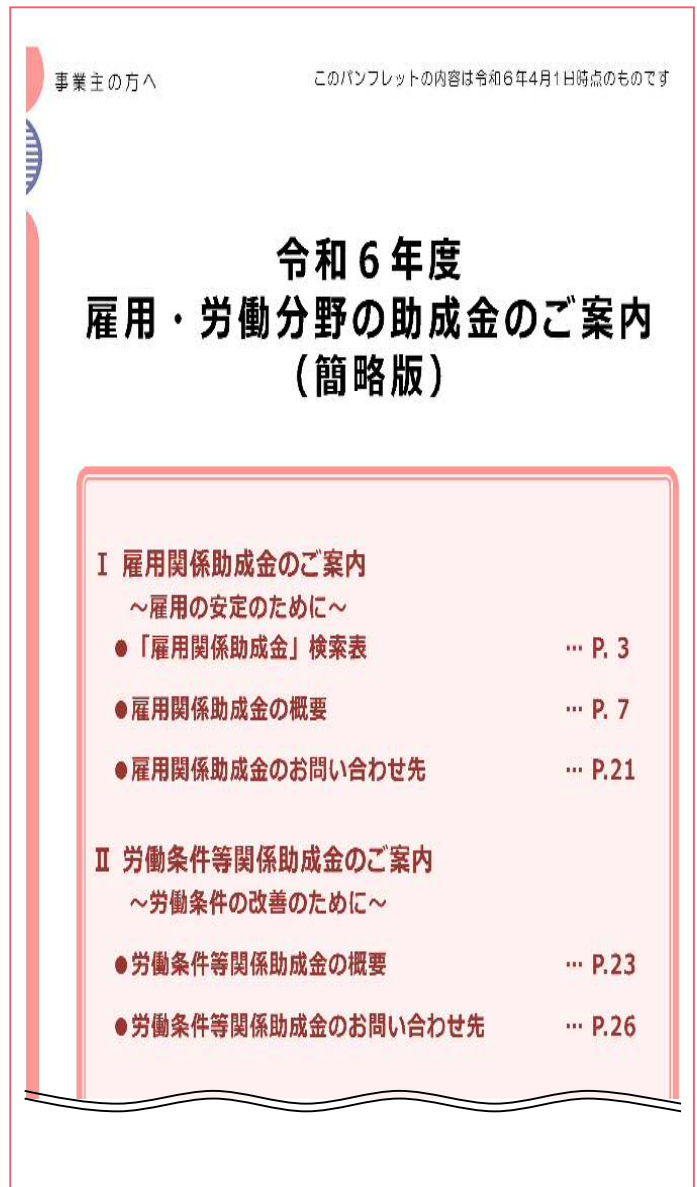 事業主の方へ
このパンフレットの内容は令和6年4月1日時点のものです
令和6年度
雇用・労働分野の助成金のご案内
(簡略版)
Ⅰ 雇用関係助成金のご案内
～雇用の安定のために～
●「雇用関係助成金」検索表 … P. 3
●雇用関係助成金の概要 … P. 7
●雇用関係助成金のお問い合わせ先 … P.21
Ⅱ 労働条件等関係助成金のご案内
～労働条件の改善のために～
●労働条件等関係助成金の概要 … P.23
●労働条件等関係助成金のお問い合わせ先 … P.26